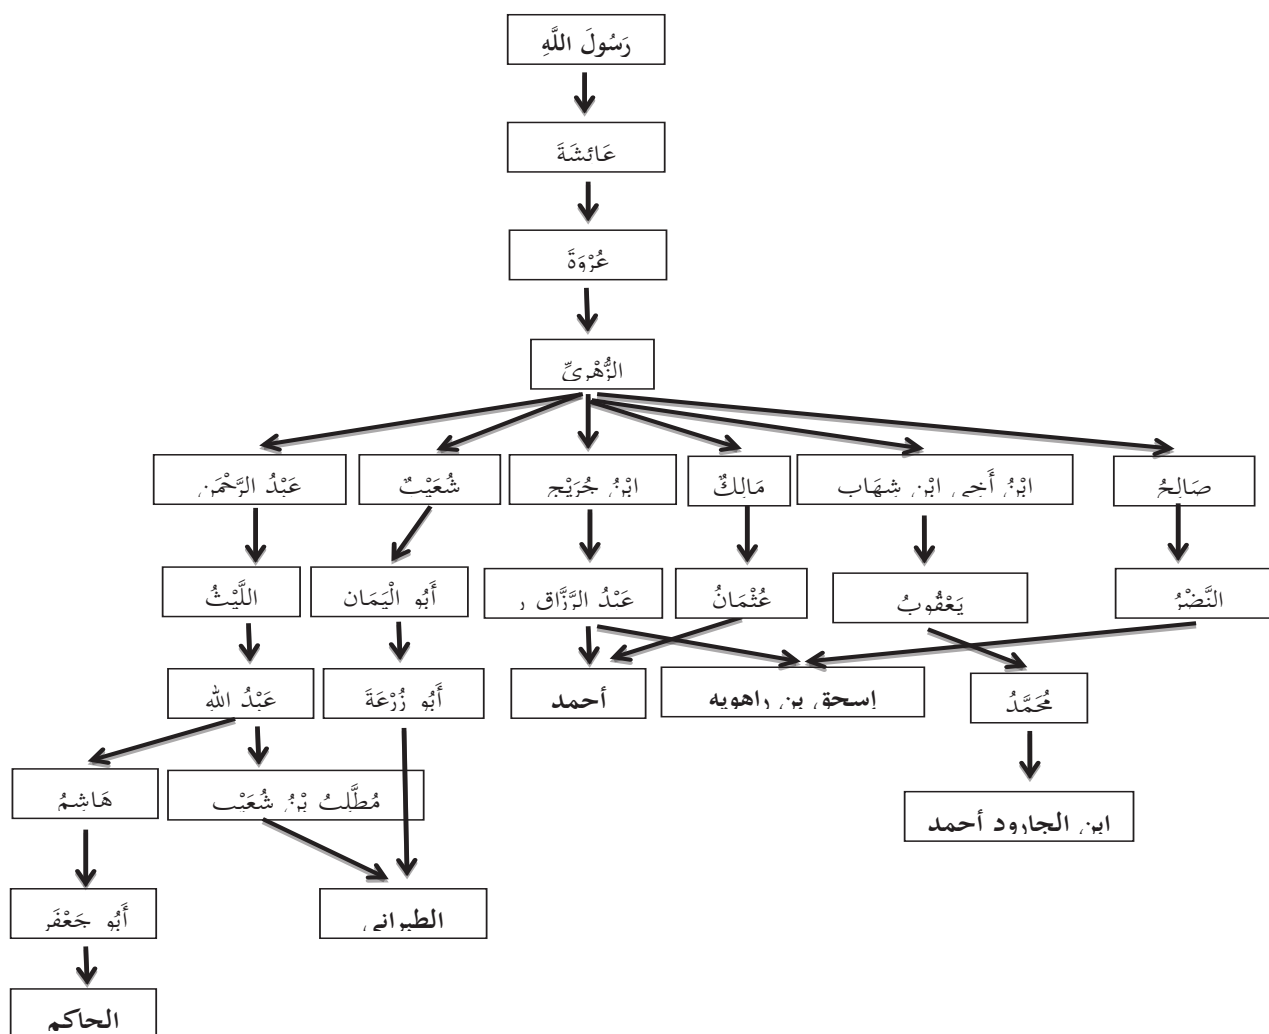 رَسُولَ اللَّهِ
عَائشَةَ
عُرْوَةَ
الزُّهْرِيِّ
صَالِحُ
ابْنُ أَخِي ابْنِ شِهَاب
مَالِكٌ
ابْنُ جُرَيْجٍ
شُعَيْبٌ
عَبْدُ الرَّحْمَنِ
النَّضْرُ
يَعْقُوبُ
عُثْمَانُ
عَبْدُ الرَّزَّاق ر
أَبُو الْيَمَان
اللَّيْثُ
مُحَمَّدُ
إسحق بن راهويه
أحمد
أَبُو زُرْعَةَ
عَبْدُ اللهِ
مُطَّلِبُ بْنُ شُعَيْب
هَاشِمُ
ابن الجارود أحمد
الطبراني
أَبُو جَعْفَر
الحاكم